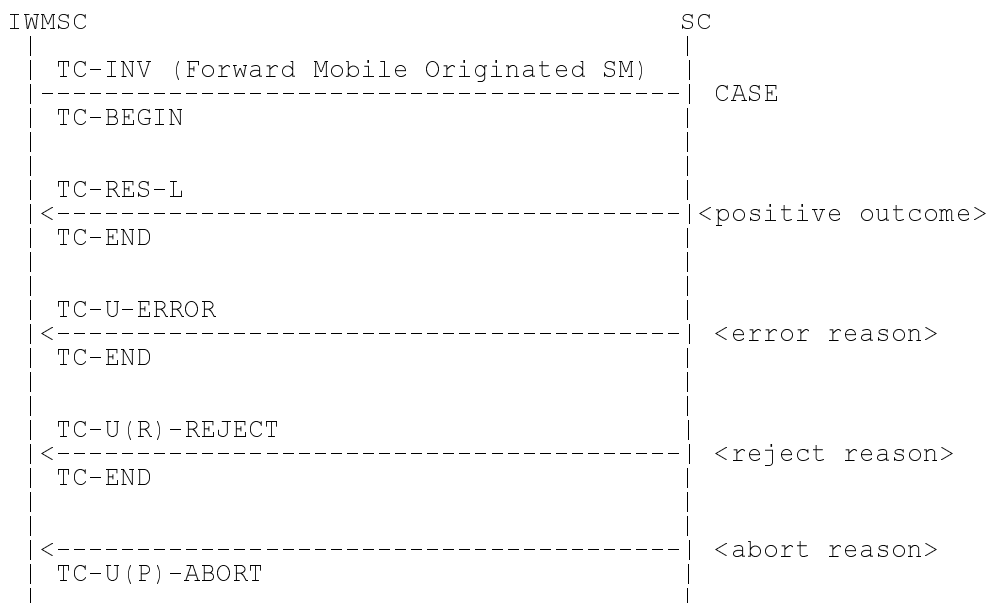 IWMSC SC
TC-INV (Forward Mobile Originated SM)
CASE
TC-BEGIN
TC-RES-L
<positive outcome>
TC-END
TC-U-ERROR
<error reason>
TC-END
TC-U(R)-REJECT
<reject reason>
TC-END
<abort reason>
TC-U(P)-ABORT